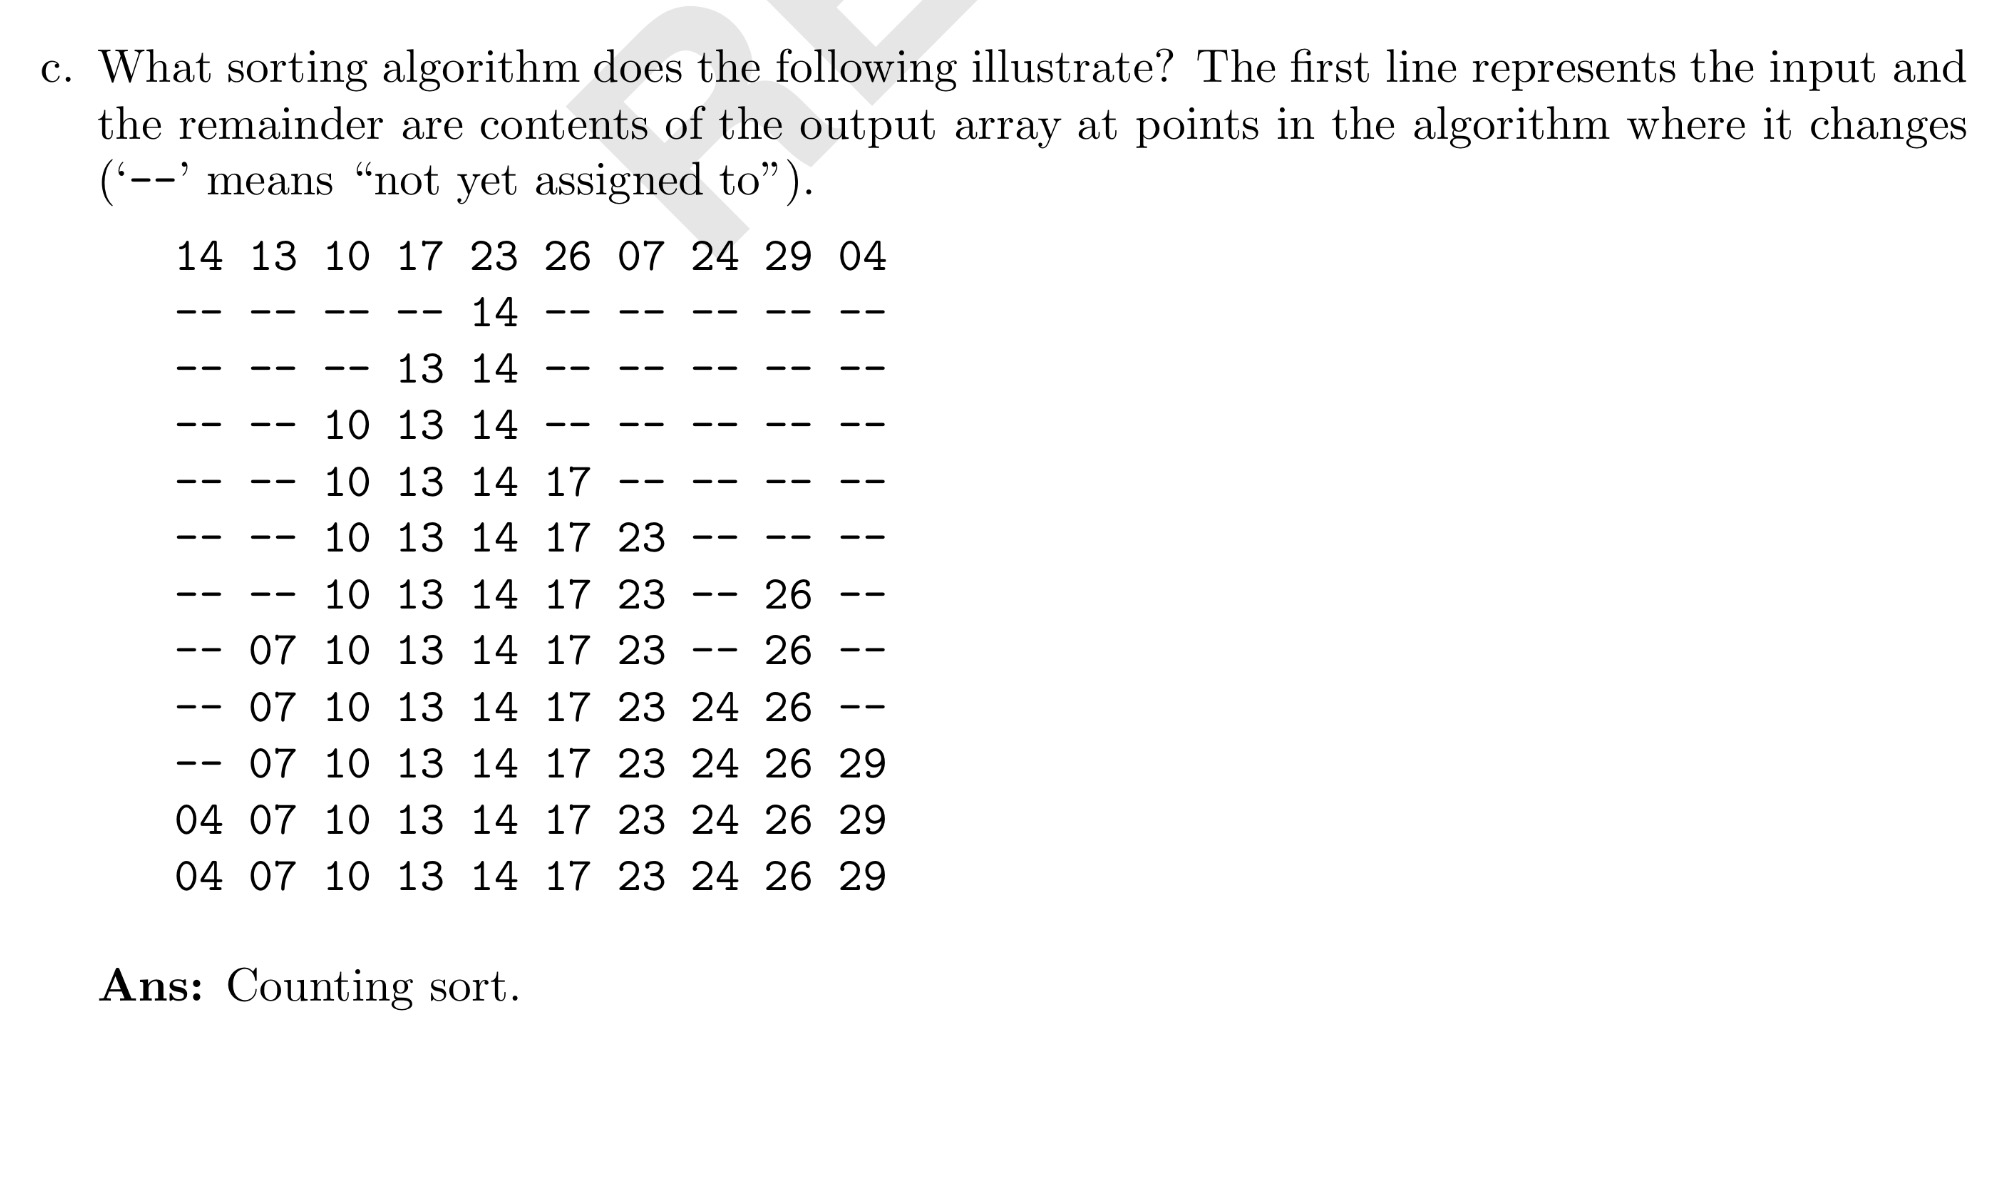 c. What sorting algorithm does the following illustrate? The first line represents the input and
the remainder are contents of the output array at points in the algorithm where it changes
(‘--’ means “not yet assigned to”).
14 13 10 17 23 26 07 24 29 04
-- -- -- -- 14 -- -- -- -- --
-- -- -- 13 14 -- -- -- -- --
-- -- 10 13 14 -- -- -- -- --
-- -- 10 13 14 17 -- -- -- --
-- -- 10 13 14 17 23 -- -- --
-- -- 10 13 14 17 23 -- 26 --
-- 07 10 13 14 17 23 -- 26 --
-- 07 10 13 14 17 23 24 26 --
-- 07 10 13 14 17 23 24 26 29
04 07 10 13 14 17 23 24 26 29
04 07 10 13 14 17 23 24 26 29
Ans: Counting sort.